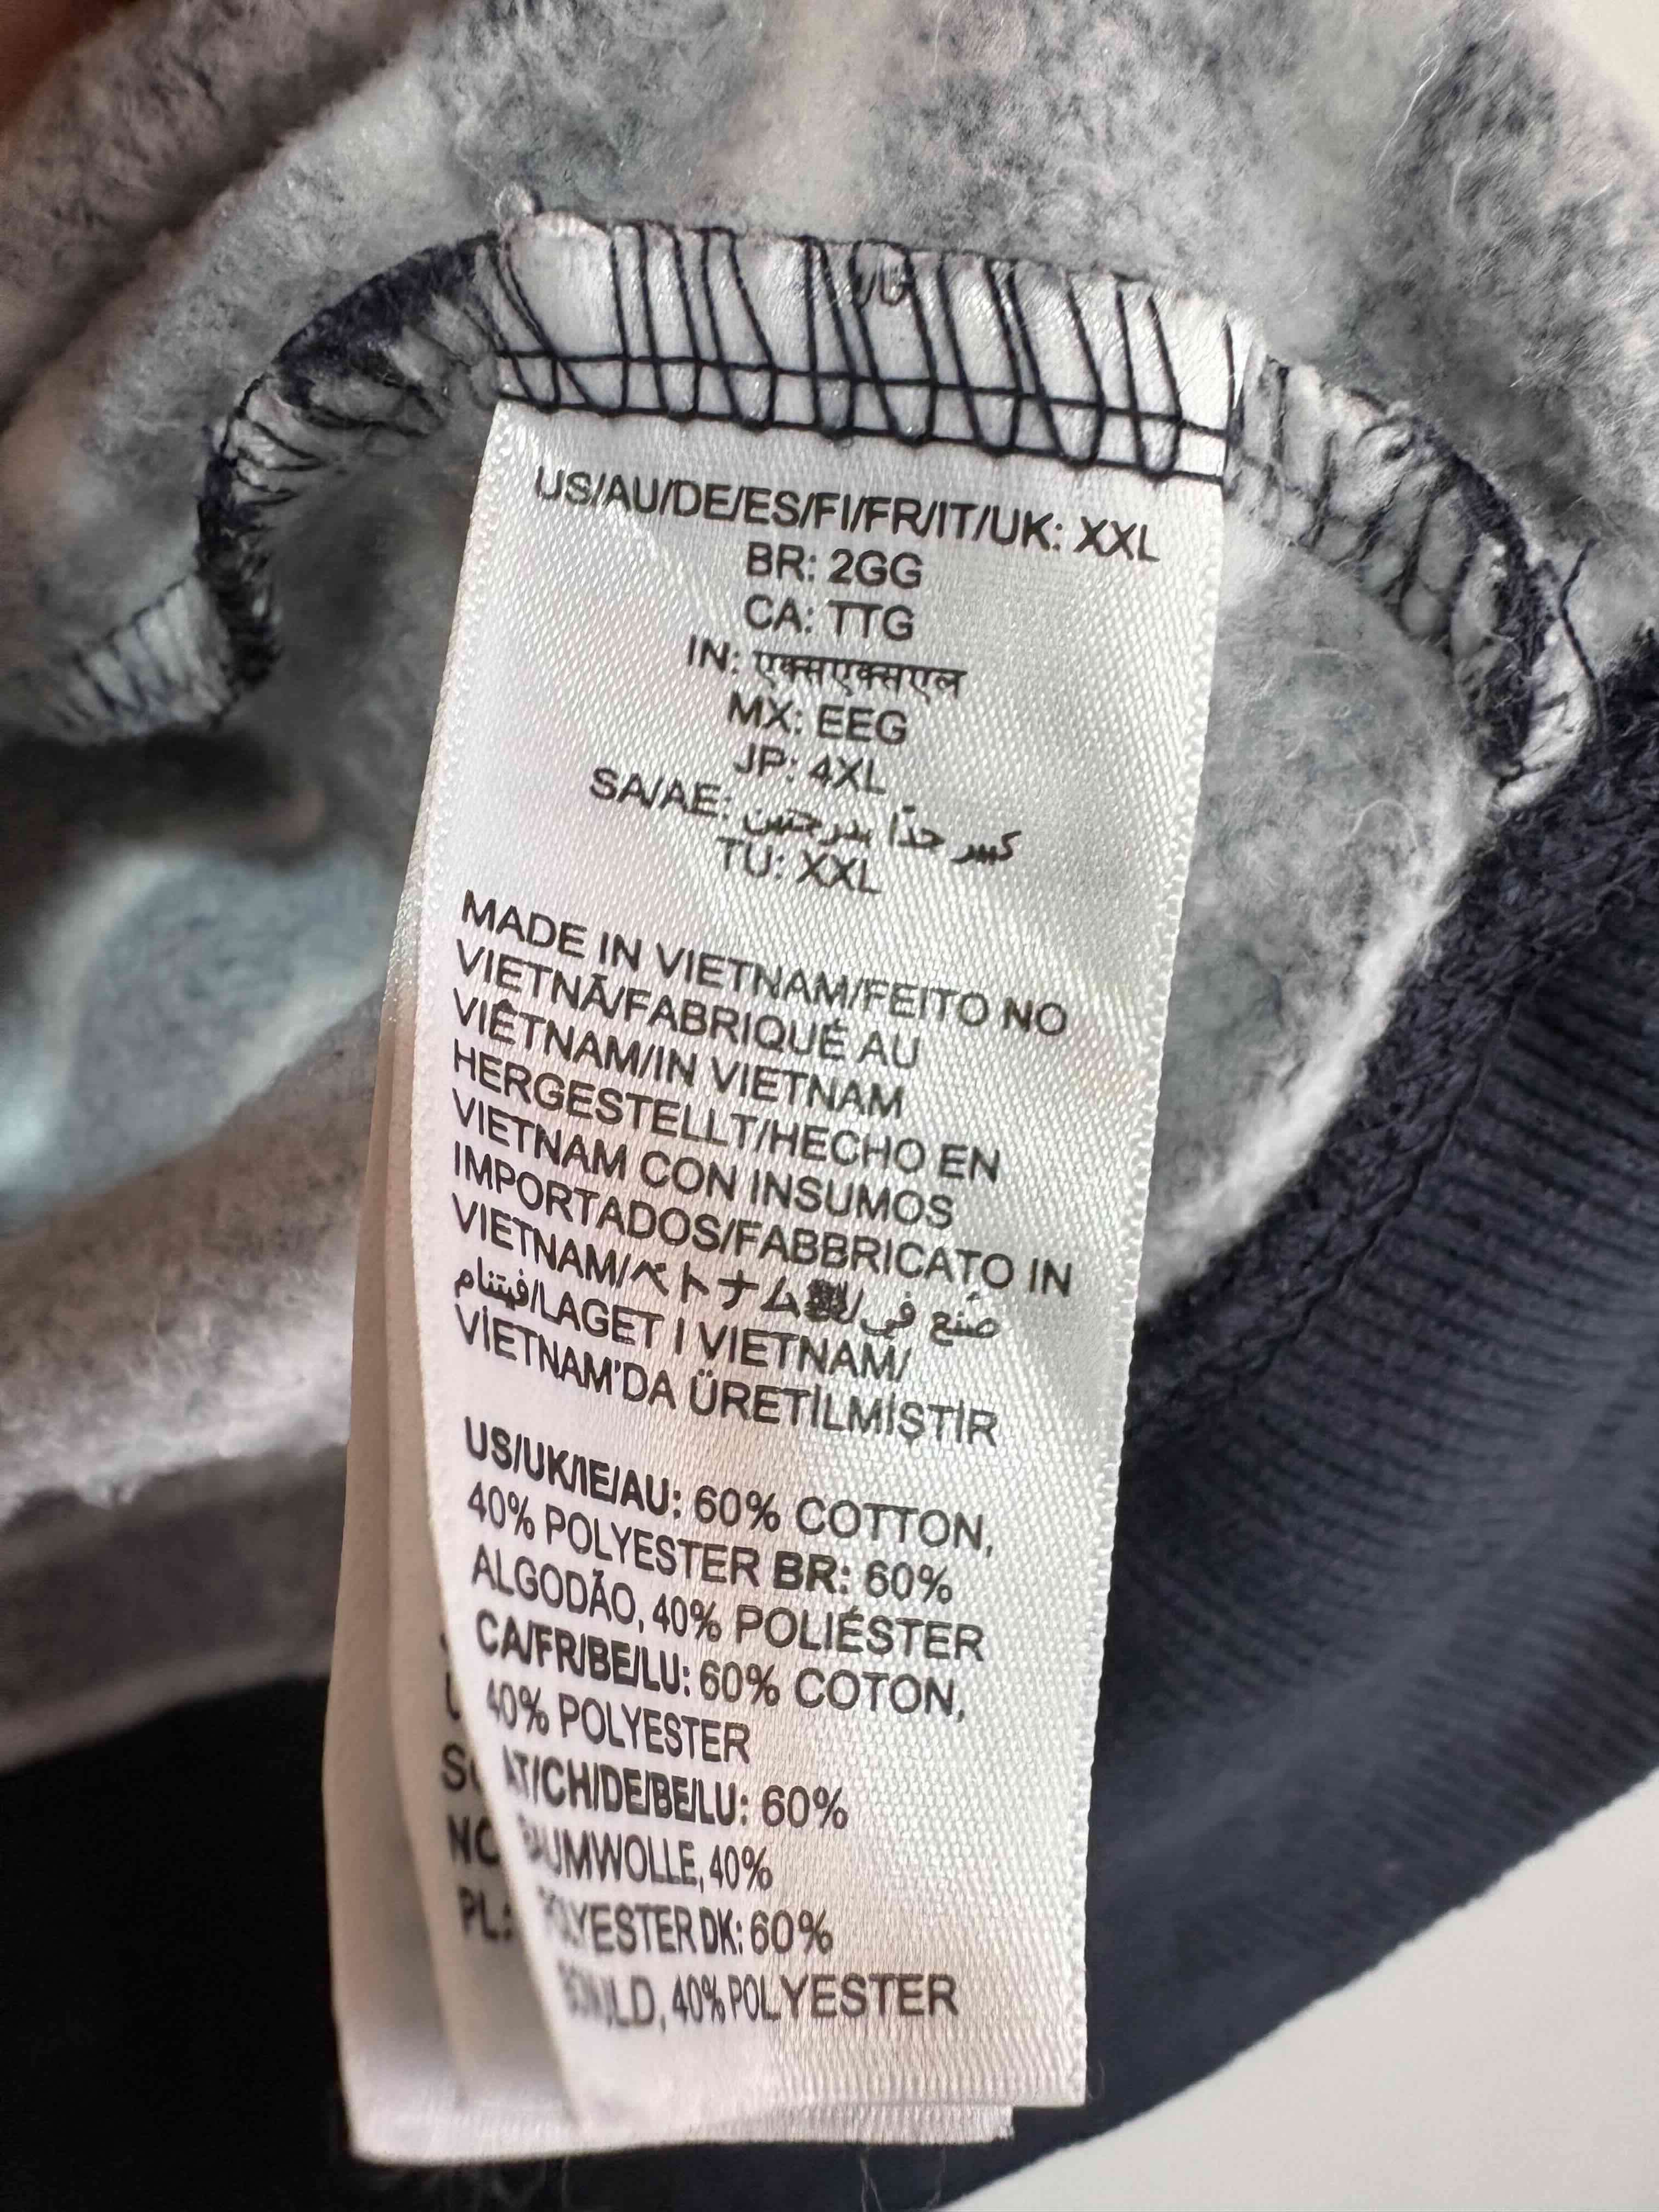 US/AU/DE/ES/FI/FR/IT/UK: XXL
BR: 2GG
CA: TTG
IN: एक्सएक्सएल
MX: EEG
JP: 4XL
SA/AE: كبير جدًا بدرجتين
TU: XXL
MADE IN VIETNAM/FEITO NO
VIETNÃ/FABRIQUÉ AU
VIÊTNAM/IN VIETNAM
HERGESTELLT/HECHO EN
VIETNAM CON INSUMOS
IMPORTADOS/FABBRICATO IN
VIETNAM/ベトナム製/صُنع في
فيتنام/LAGET I VIETNAM/
VİETNAM'DA ÜRETİLMİŞTİR
US/UK/IE/AU: 60% COTTON,
40% POLYESTER BR: 60%
ALGODÃO, 40% POLIÉSTER
CA/FR/BE/LU: 60% COTON,
40% POLYESTER
AT/CH/DE/BE/LU: 60%
BAUMWOLLE, 40%
POLYESTER DK: 60%
40% POLYESTER
PL: